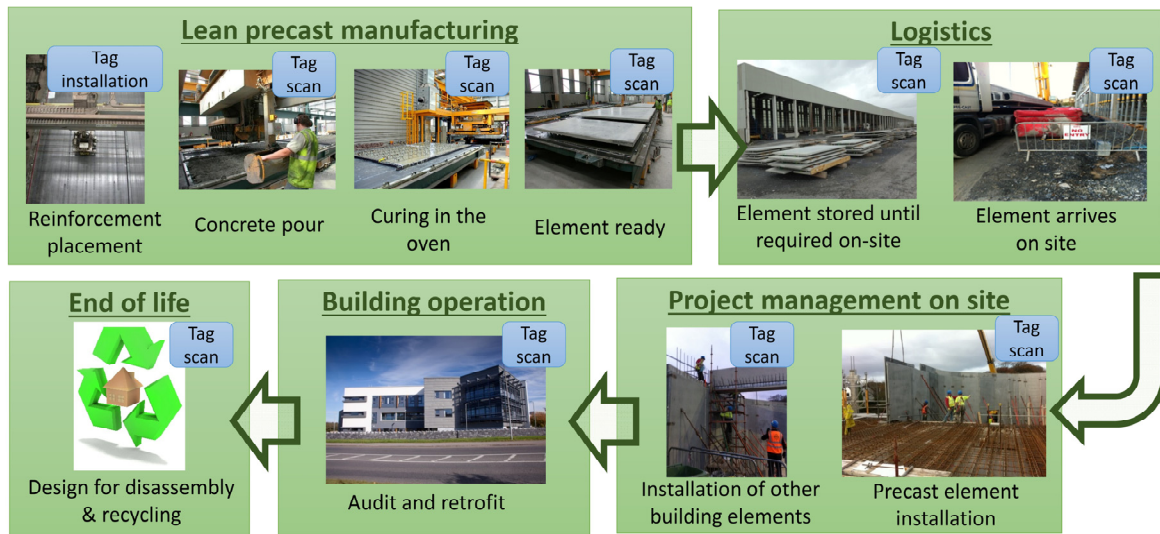 Lean precast manufacturing
Tag
installation
Tag
scan
Tag
scan
Tag
scan
Reinforcement
placement
Concrete pour
Curing in the
oven
Element ready
Logistics
Tag
scan
Tag
scan
NO
ENTRY
Element stored until
required on-site
Element arrives
on site
Project management on site
Tag
scan
Tag
scan
Installation of other
building elements
Precast element
installation
Building operation
Tag
scan
Audit and retrofit
End of life
Tag
scan
Design for disassembly
& recycling